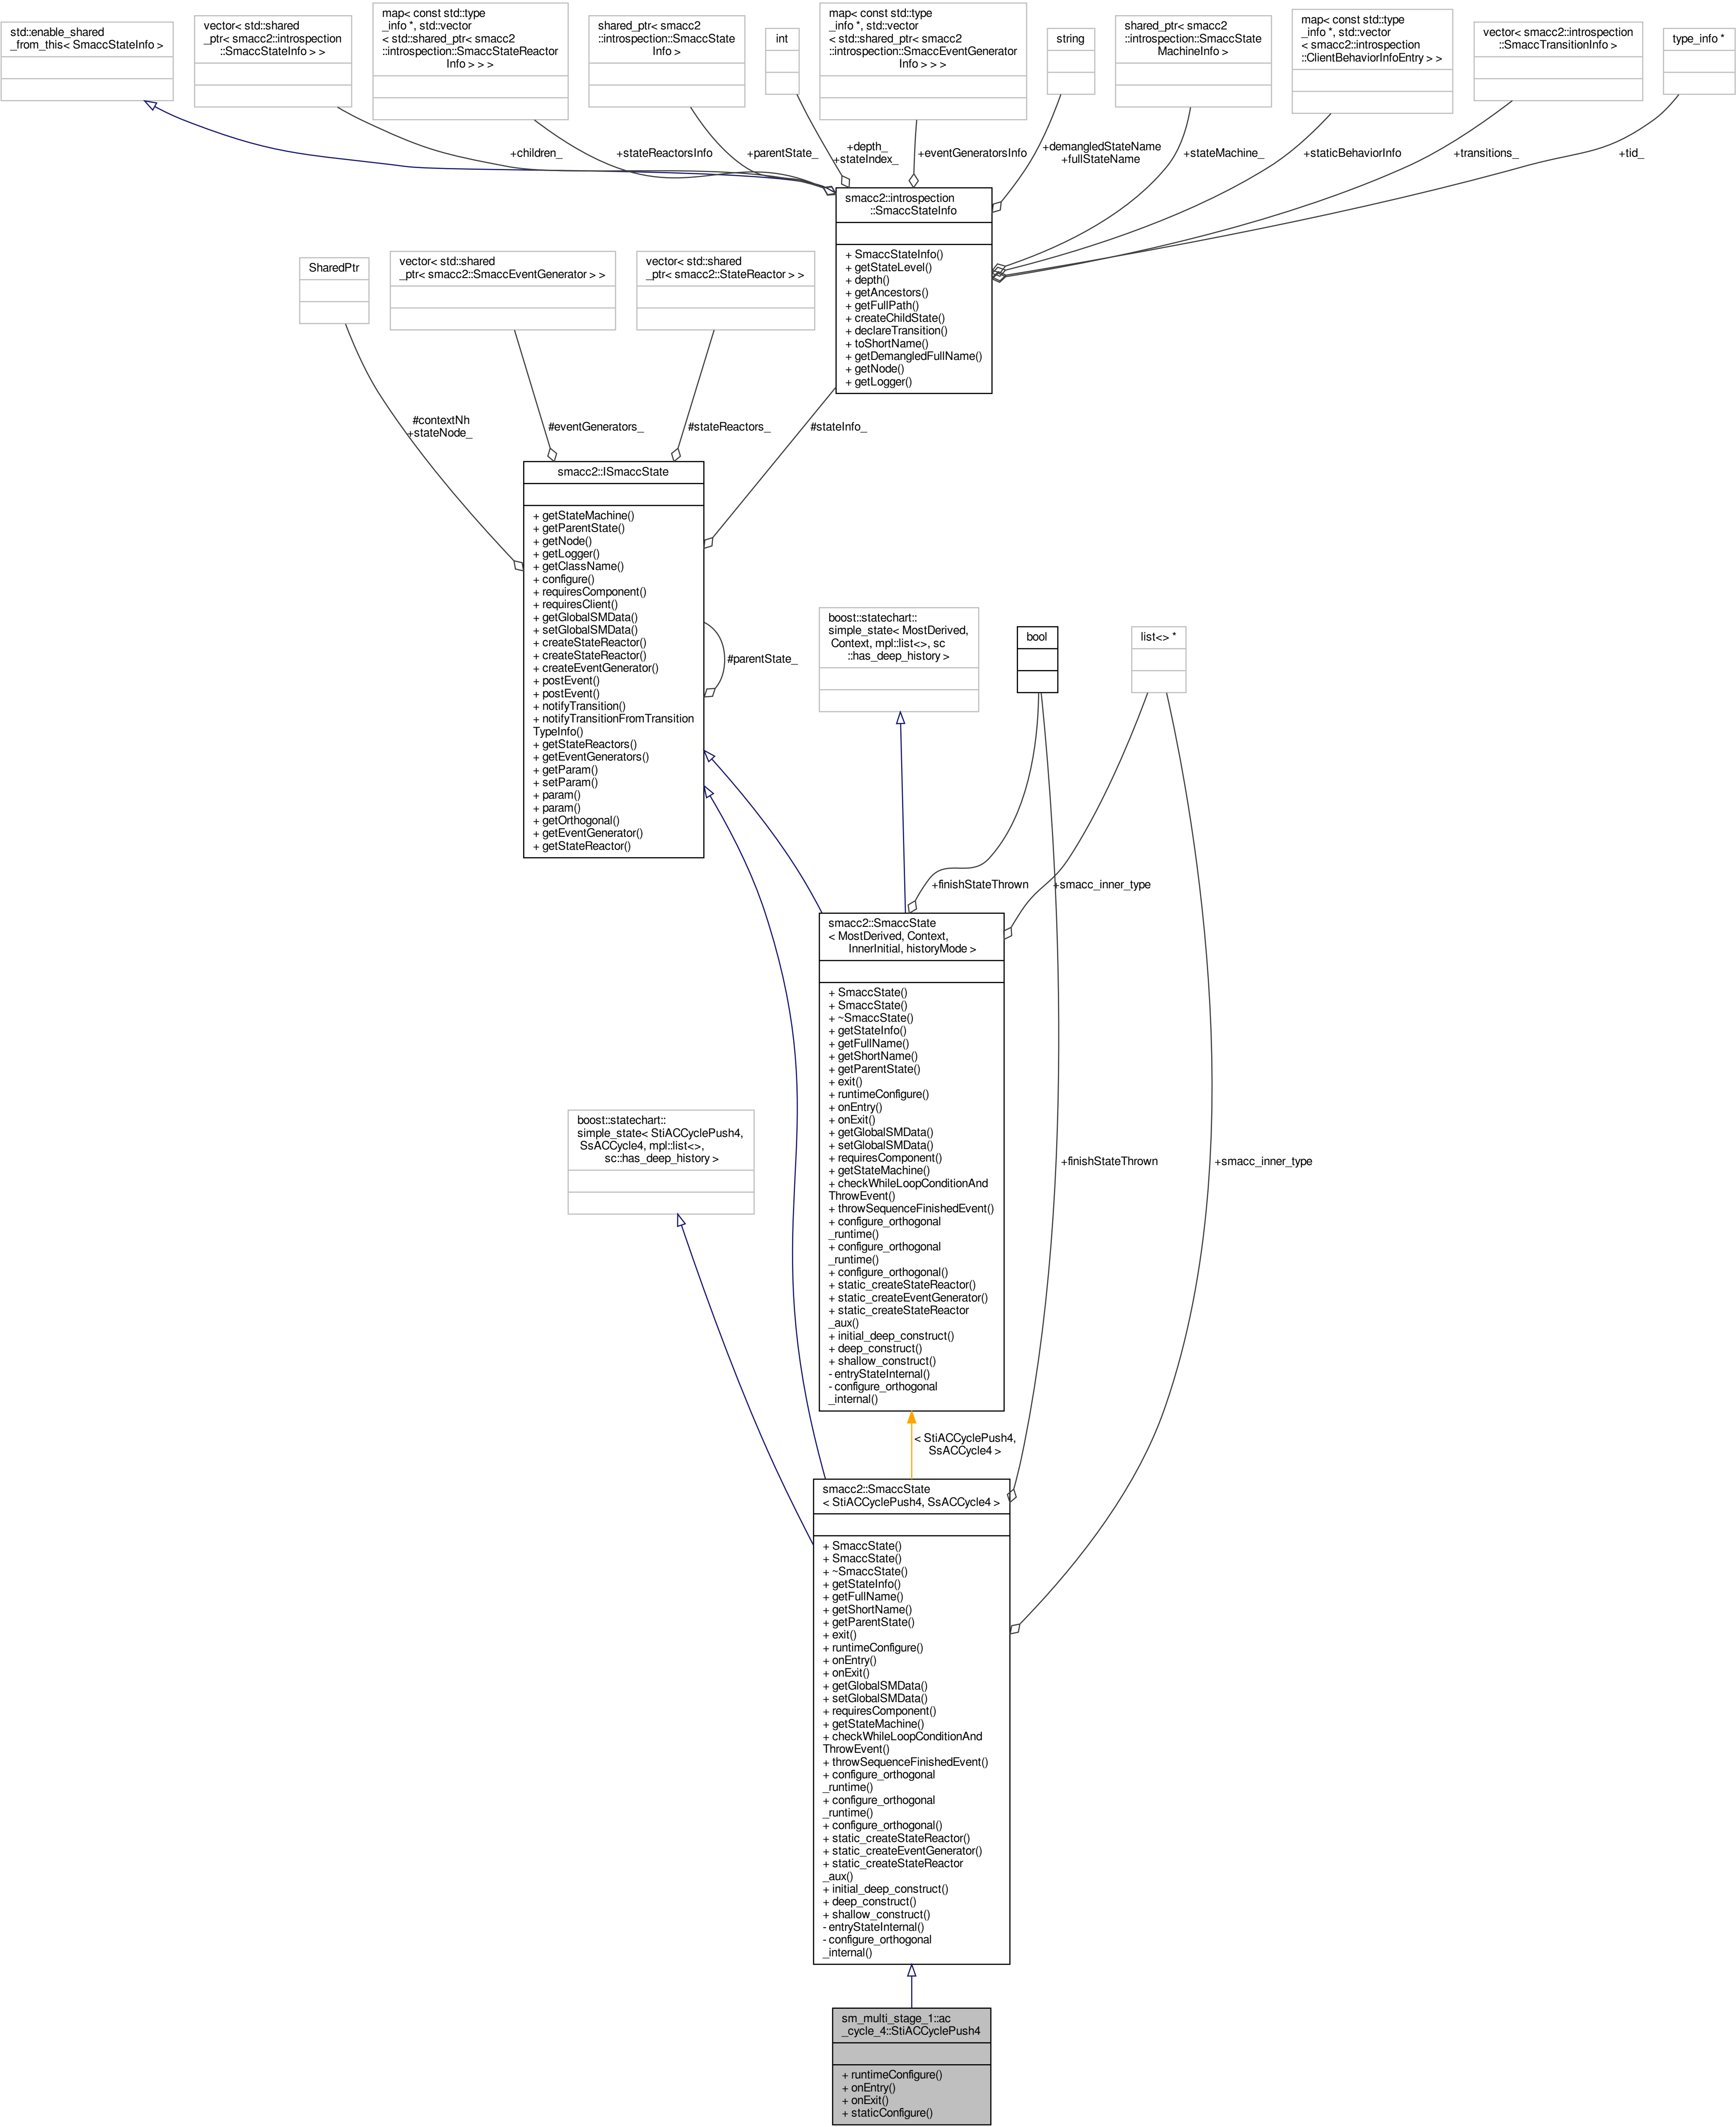 std::enable_shared
_from_this< SmaccStateInfo >
vector< std::shared
_ptr< smacc2::introspection
::SmaccStateInfo > >
map< const std::type
_info *, std::vector
< std::shared_ptr< smacc2
::introspection::SmaccStateReactor
Info > > >
shared_ptr< smacc2
::introspection::SmaccState
Info >
int
map< const std::type
_info *, std::vector
< std::shared_ptr< smacc2
::introspection::SmaccEventGenerator
Info > > >
string
shared_ptr< smacc2
::introspection::SmaccState
MachineInfo >
map< const std::type
_info *, std::vector
< smacc2::introspection
::ClientBehaviorInfoEntry > >
vector< smacc2::introspection
::SmaccTransitionInfo >
type_info *
+children_
+stateReactorsInfo
+parentState_
+depth_
+stateIndex_
+eventGeneratorsInfo
+demangledStateName
+fullStateName
+stateMachine_
+staticBehaviorInfo
+transitions_
+tid_
smacc2::introspection
::SmaccStateInfo
+ SmaccStateInfo()
+ getStateLevel()
+ depth()
+ getAncestors()
+ getFullPath()
+ createChildState()
+ declareTransition()
+ toShortName()
+ getDemangledFullName()
+ getNode()
+ getLogger()
SharedPtr
vector< std::shared
_ptr< smacc2::SmaccEventGenerator > >
vector< std::shared
_ptr< smacc2::StateReactor > >
#contextNh
+stateNode_
#eventGenerators_
#stateReactors_
#stateInfo_
smacc2::ISmaccState
+ getStateMachine()
+ getParentState()
+ getNode()
+ getLogger()
+ getClassName()
+ configure()
+ requiresComponent()
+ requiresClient()
+ getGlobalSMData()
+ setGlobalSMData()
+ createStateReactor()
+ createStateReactor()
+ createEventGenerator()
+ postEvent()
+ postEvent()
+ notifyTransition()
+ notifyTransitionFromTransition
TypeInfo()
+ getStateReactors()
+ getEventGenerators()
+ getParam()
+ setParam()
+ param()
+ param()
+ getOrthogonal()
+ getEventGenerator()
+ getStateReactor()
#parentState_
boost::statechart::
simple_state< MostDerived,
Context, mpl::list<>, sc
::has_deep_history >
bool
list<> *
+finishStateThrown
+smacc_inner_type
smacc2::SmaccState
< MostDerived, Context,
InnerInitial, historyMode >
+ SmaccState()
+ SmaccState()
+ ~SmaccState()
+ getStateInfo()
+ getFullName()
+ getShortName()
+ getParentState()
+ exit()
+ runtimeConfigure()
+ onEntry()
+ onExit()
+ getGlobalSMData()
+ setGlobalSMData()
+ requiresComponent()
+ getStateMachine()
+ checkWhileLoopConditionAnd
ThrowEvent()
+ throwSequenceFinishedEvent()
+ configure_orthogonal
_runtime()
+ configure_orthogonal
_runtime()
+ configure_orthogonal()
+ static_createStateReactor()
+ static_createEventGenerator()
+ static_createStateReactor
_aux()
+ initial_deep_construct()
+ deep_construct()
+ shallow_construct()
- entryStateInternal()
- configure_orthogonal
_internal()
boost::statechart::
simple_state< StiACCyclePush4,
SsACCycle4, mpl::list<>,
sc::has_deep_history >
+finishStateThrown
+smacc_inner_type
< StiACCyclePush4,
SsACCycle4 >
smacc2::SmaccState
< StiACCyclePush4, SsACCycle4 >
+ SmaccState()
+ SmaccState()
+ ~SmaccState()
+ getStateInfo()
+ getFullName()
+ getShortName()
+ getParentState()
+ exit()
+ runtimeConfigure()
+ onEntry()
+ onExit()
+ getGlobalSMData()
+ setGlobalSMData()
+ requiresComponent()
+ getStateMachine()
+ checkWhileLoopConditionAnd
ThrowEvent()
+ throwSequenceFinishedEvent()
+ configure_orthogonal
_runtime()
+ configure_orthogonal
_runtime()
+ configure_orthogonal()
+ static_createStateReactor()
+ static_createEventGenerator()
+ static_createStateReactor
_aux()
+ initial_deep_construct()
+ deep_construct()
+ shallow_construct()
- entryStateInternal()
- configure_orthogonal
_internal()
sm_multi_stage_1::ac
_cycle_4::StiACCyclePush4
+ runtimeConfigure()
+ onEntry()
+ onExit()
+ staticConfigure()